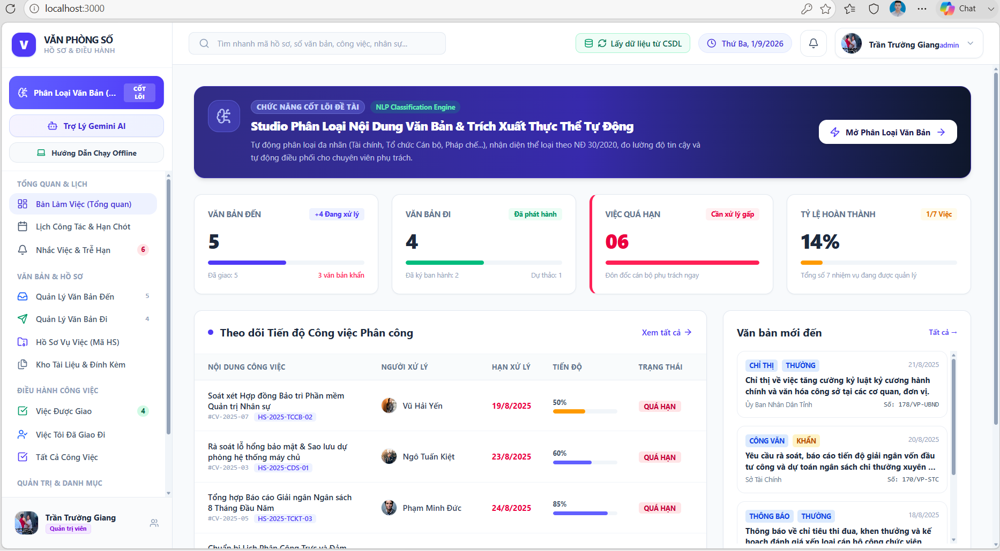 localhost:3000
Chat
V
VĂN PHÒNG SỐ
HỒ SƠ & ĐIỀU HÀNH
Phân Loại Văn Bản (...
CỐT
LÕI
Trợ Lý Gemini AI
Hướng Dẫn Chạy Offline
TỔNG QUAN & LỊCH
Bàn Làm Việc (Tổng quan)
Lịch Công Tác & Hạn Chót
Nhắc Việc & Trễ Hạn
6
VĂN BẢN & HỒ SƠ
Quản Lý Văn Bản Đến
5
Quản Lý Văn Bản Đi
4
Hồ Sơ Vụ Việc (Mã HS)
Kho Tài Liệu & Đính Kèm
ĐIỀU HÀNH CÔNG VIỆC
Việc Được Giao
4
Việc Tôi Đã Giao Đi
Tất Cả Công Việc
QUẢN TRỊ & DANH MỤC
Trần Trường Giang
Quản trị viên
Tìm nhanh mã hồ sơ, số văn bản, công việc, nhân sự...
Lấy dữ liệu từ CSDL
Thứ Ba, 1/9/2026
Trần Trường Giangadmin
CHỨC NĂNG CỐT LÕI ĐỀ TÀI
NLP Classification Engine
Studio Phân Loại Nội Dung Văn Bản & Trích Xuất Thực Thể Tự Động
Tự động phân loại đa nhãn (Tài chính, Tổ chức Cán bộ, Pháp chế...), nhận diện thể loại theo NĐ 30/2020, đo lường độ tin cậy và
tự động điều phối cho chuyên viên phụ trách.
Mở Phân Loại Văn Bản
VĂN BẢN ĐẾN
+4 Đang xử lý
5
Đã giao: 5
3 văn bản khẩn
VĂN BẢN ĐI
Đã phát hành
4
Đã ký ban hành: 2
Dự thảo: 1
VIỆC QUÁ HẠN
Cần xử lý gấp
06
Đôn đốc cán bộ phụ trách ngay
TỶ LỆ HOÀN THÀNH
1/7 Việc
14%
Tổng số 7 nhiệm vụ đang được quản lý
Theo dõi Tiến độ Công việc Phân công
Xem tất cả
NỘI DUNG CÔNG VIỆC
NGƯỜI XỬ LÝ
HẠN XỬ LÝ
TIẾN ĐỘ
TRẠNG THÁI
Soát xét Hợp đồng Bảo trì Phần mềm
Quản trị Nhân sự
#CV-2025-07
HS-2025-TCCB-02
Vũ Hải Yến
19/8/2025
50%
QUÁ HẠN
Rà soát lỗ hổng bảo mật & Sao lưu dự
phòng hệ thống máy chủ
#CV-2025-03
HS-2025-CDS-01
Ngô Tuấn Kiệt
23/8/2025
60%
QUÁ HẠN
Tổng hợp Báo cáo Giải ngân Ngân sách
8 Tháng Đầu Năm
#CV-2025-05
HS-2025-TCKT-03
Phạm Minh Đức
24/8/2025
85%
QUÁ HẠN
Chuẩn bị Lịch Phân Công Trực và Đảm
Văn bản mới đến
Tất cả →
CHỈ THỊ
THƯỜNG
21/8/2025
Chỉ thị về việc tăng cường kỷ luật kỷ cương hành
chính và văn hóa công sở tại các cơ quan, đơn vị.
Ủy Ban Nhân Dân Tỉnh
Số: 178/VP-UBND
CÔNG VĂN
KHẨN
20/8/2025
Yêu cầu rà soát, báo cáo tiến độ giải ngân vốn đầu
tư công và dự toán ngân sách chi thường xuyên ...
Sở Tài Chính
Số: 170/VP-STC
THÔNG BÁO
THƯỜNG
18/8/2025
Thông báo về chỉ tiêu thi đua, khen thưởng và kế
hoạch đánh giá xếp loại cán bộ công chức viên